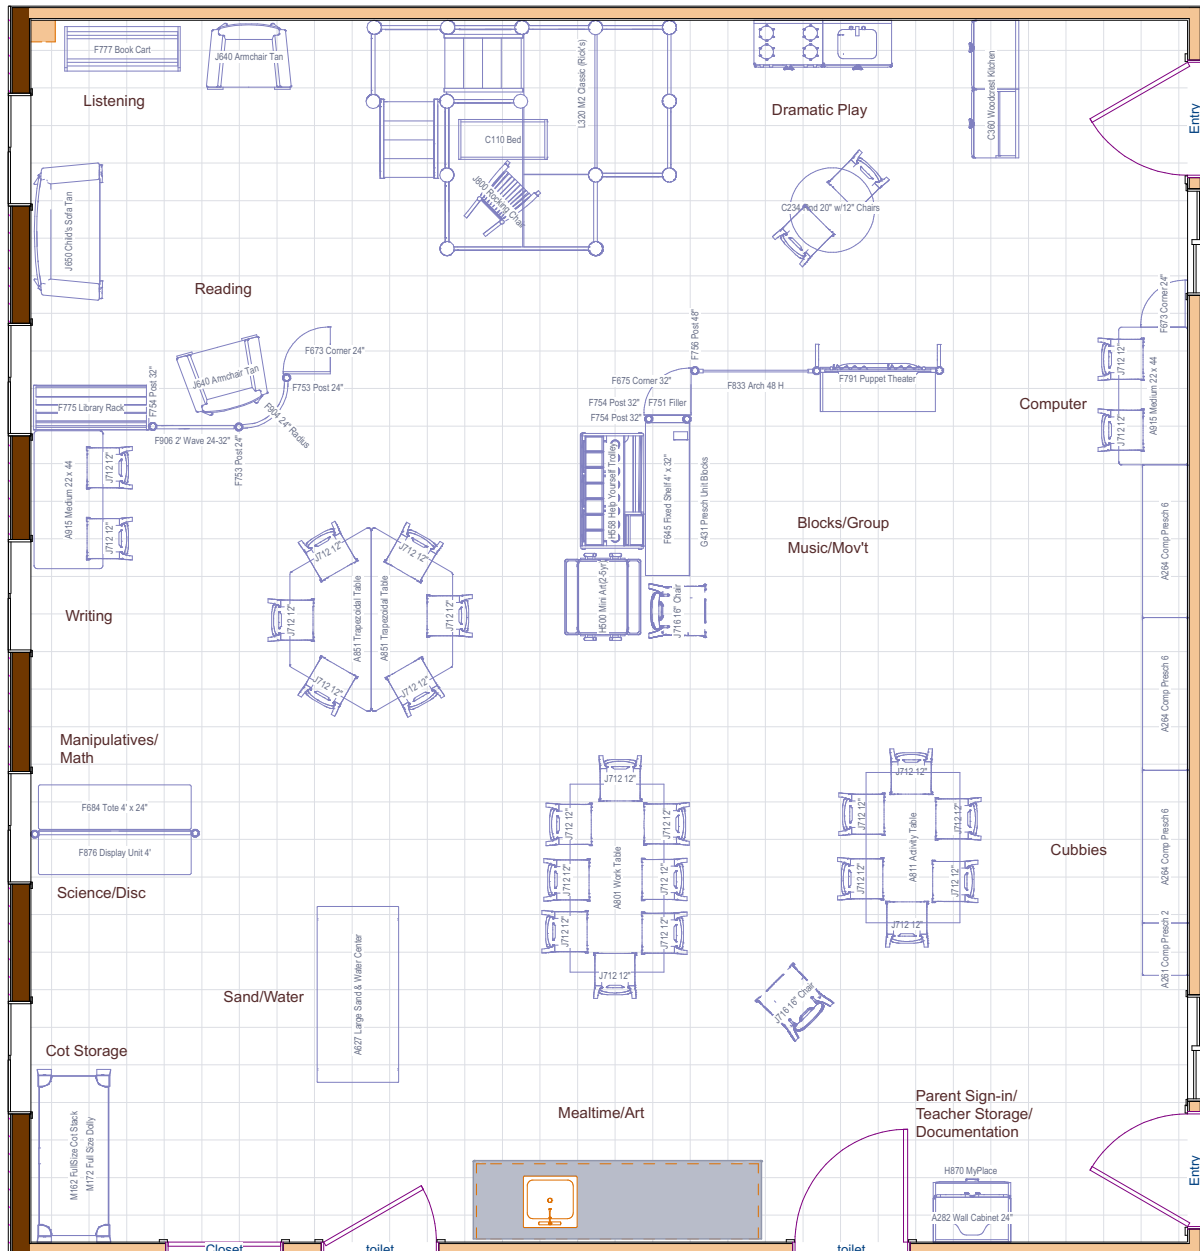 F777 Book Cart
J640 Armchair Tan
Listening
L320 M2 Classic (Rick's)
C110 Bed
J600 Rocking Chair
Dramatic Play
C360 Woodcrest Kitchen
Entry
C234 Rnd 20" w/12" Chairs
J650 Child's Sofa Tan
Reading
F673 Corner 24"
J640 Armchair Tan
F673 Corner 24"
F753 Post 24"
F775 Library Rack
F754 Post 32"
F904 24" Radius
F906 2' Wave 24-32"
F753 Post 24"
F756 Post 48"
F675 Corner 32"
F833 Arch 48 H
F791 Puppet Theater
F754 Post 32"
F751 Filler
F754 Post 32"
Computer
J712 12"
J712 12"
A915 Medium 22 x 44
A915 Medium 22 x 44
J712 12"
J712 12"
H558 Help Yourself Trolley
F645 Fixed Shelf 4' x 32"
G431 Presch Unit Blocks
Blocks/Group
Music/Mov't
A264 Comp Presch 6
J712 12"
J712 12"
J712 12"
A851 Trapezoidal Table
A851 Trapezoidal Table
J712 12"
J712 12"
J712 12"
H500 Mini Art(2-5yr)
J716 16" Chair
Writing
A264 Comp Presch 6
Manipulatives/
Math
F684 Tote 4' x 24"
F876 Display Unit 4'
Science/Disc
J712 12"
J712 12"
J712 12"
J712 12"
J712 12"
A801 Work Table
J712 12"
J712 12"
J712 12"
J712 12"
J712 12"
J712 12"
A811 Activity Table
J712 12"
J712 12"
J712 12"
J712 12"
Cubbies
A264 Comp Presch 6
A261 Comp Presch 2
Sand/Water
A627 Large Sand & Water Center
J716 16" Chair
Cot Storage
M162 FullSize Cot Stack
M172 Full Size Dolly
Mealtime/Art
Parent Sign-in/
Teacher Storage/
Documentation
H870 MyPlace
A282 Wall Cabinet 24"
Entry
Closet
toilet
toilet